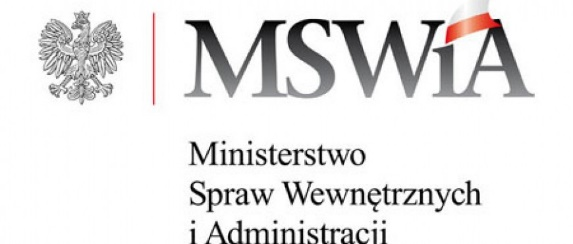 MSWiA
Ministerstwo
Spraw Wewnętrznych
i Administracji